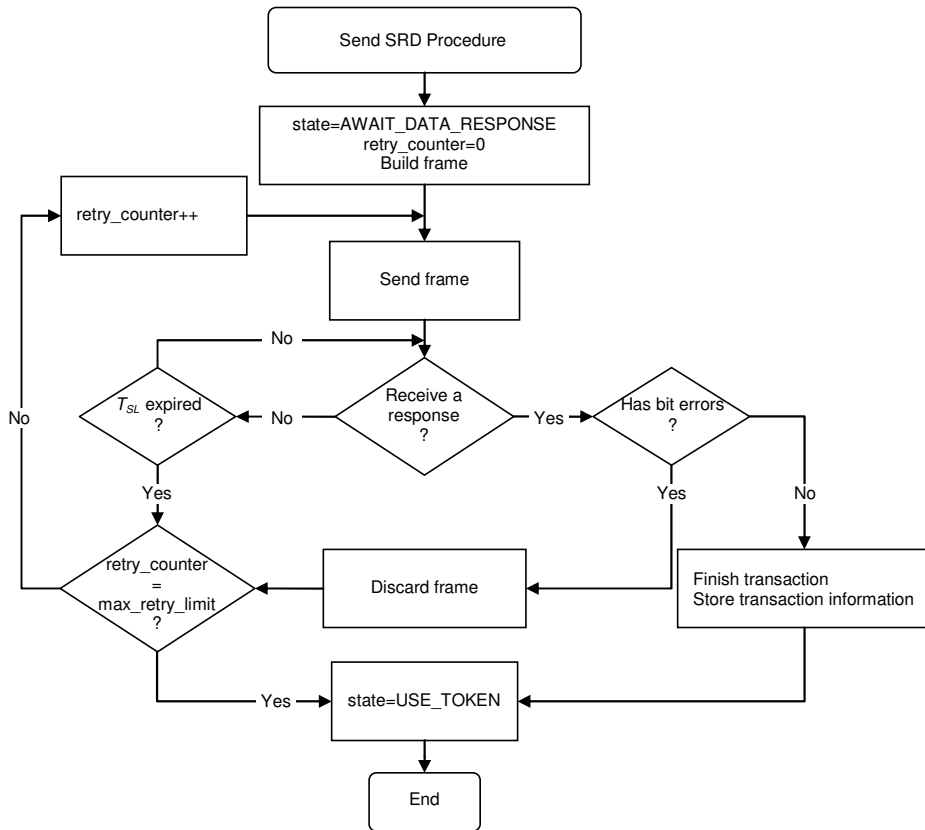 Send SRD Procedure
state=AWAIT_DATA_RESPONSE
retry_counter=0
Build frame
retry_counter++
Send frame
No
T_SL expired
?
No
Receive a
response
?
Yes
Has bit errors
?
No
Yes
Yes
No
retry_counter
=
max_retry_limit
?
Discard frame
Finish transaction
Store transaction information
Yes
state=USE_TOKEN
End